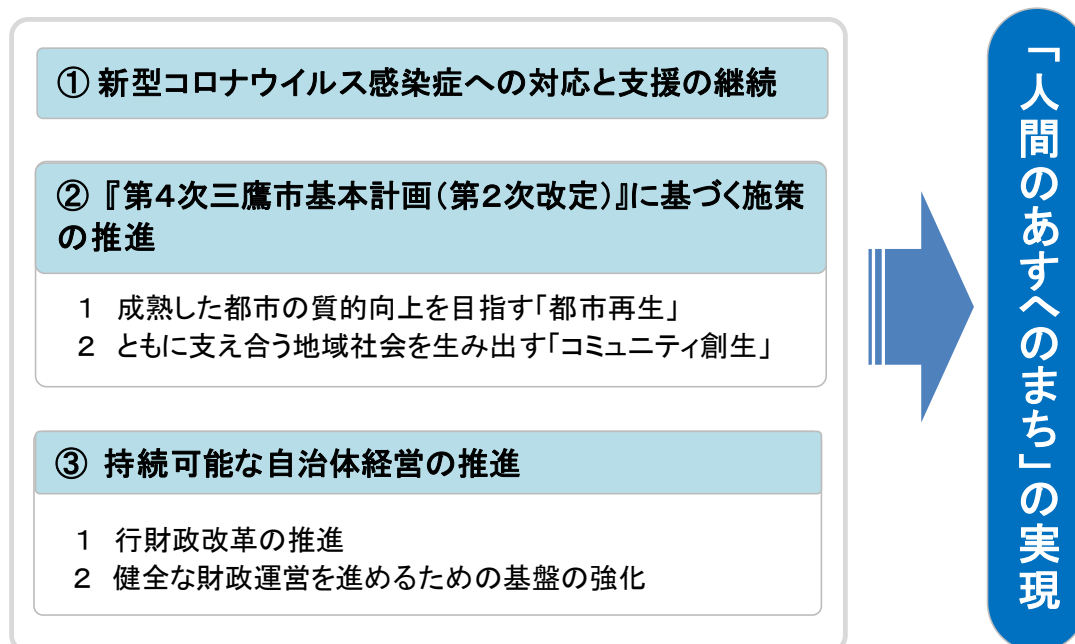 ① 新型コロナウイルス感染症への対応と支援の継続
② 『第4次三鷹市基本計画(第2次改定)』に基づく施策
の推進
1 成熟した都市の質的向上を目指す「都市再生」
2 ともに支え合う地域社会を生み出す「コミュニティ創生」
③ 持続可能な自治体経営の推進
1 行財政改革の推進
2 健全な財政運営を進めるための基盤の強化
「人間のあすへのまち」の実現